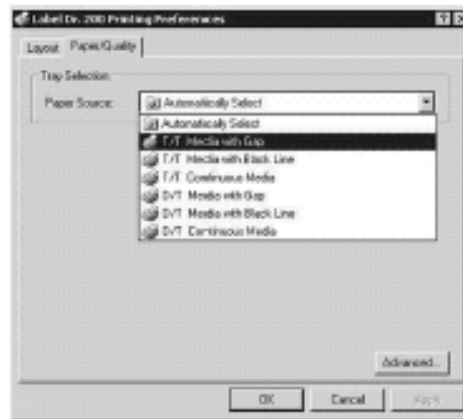 Label Dr. 200 Printing Preferences
Layout Paper/Quality
Tray Selection
Paper Source: Automatically Select
Automatically Select
T/T Media with Gap
T/T Media with Black Line
T/T Continuous Media
D/T Media with Gap
D/T Media with Black Line
D/T Continuous Media
Advanced...
OK Cancel Apply